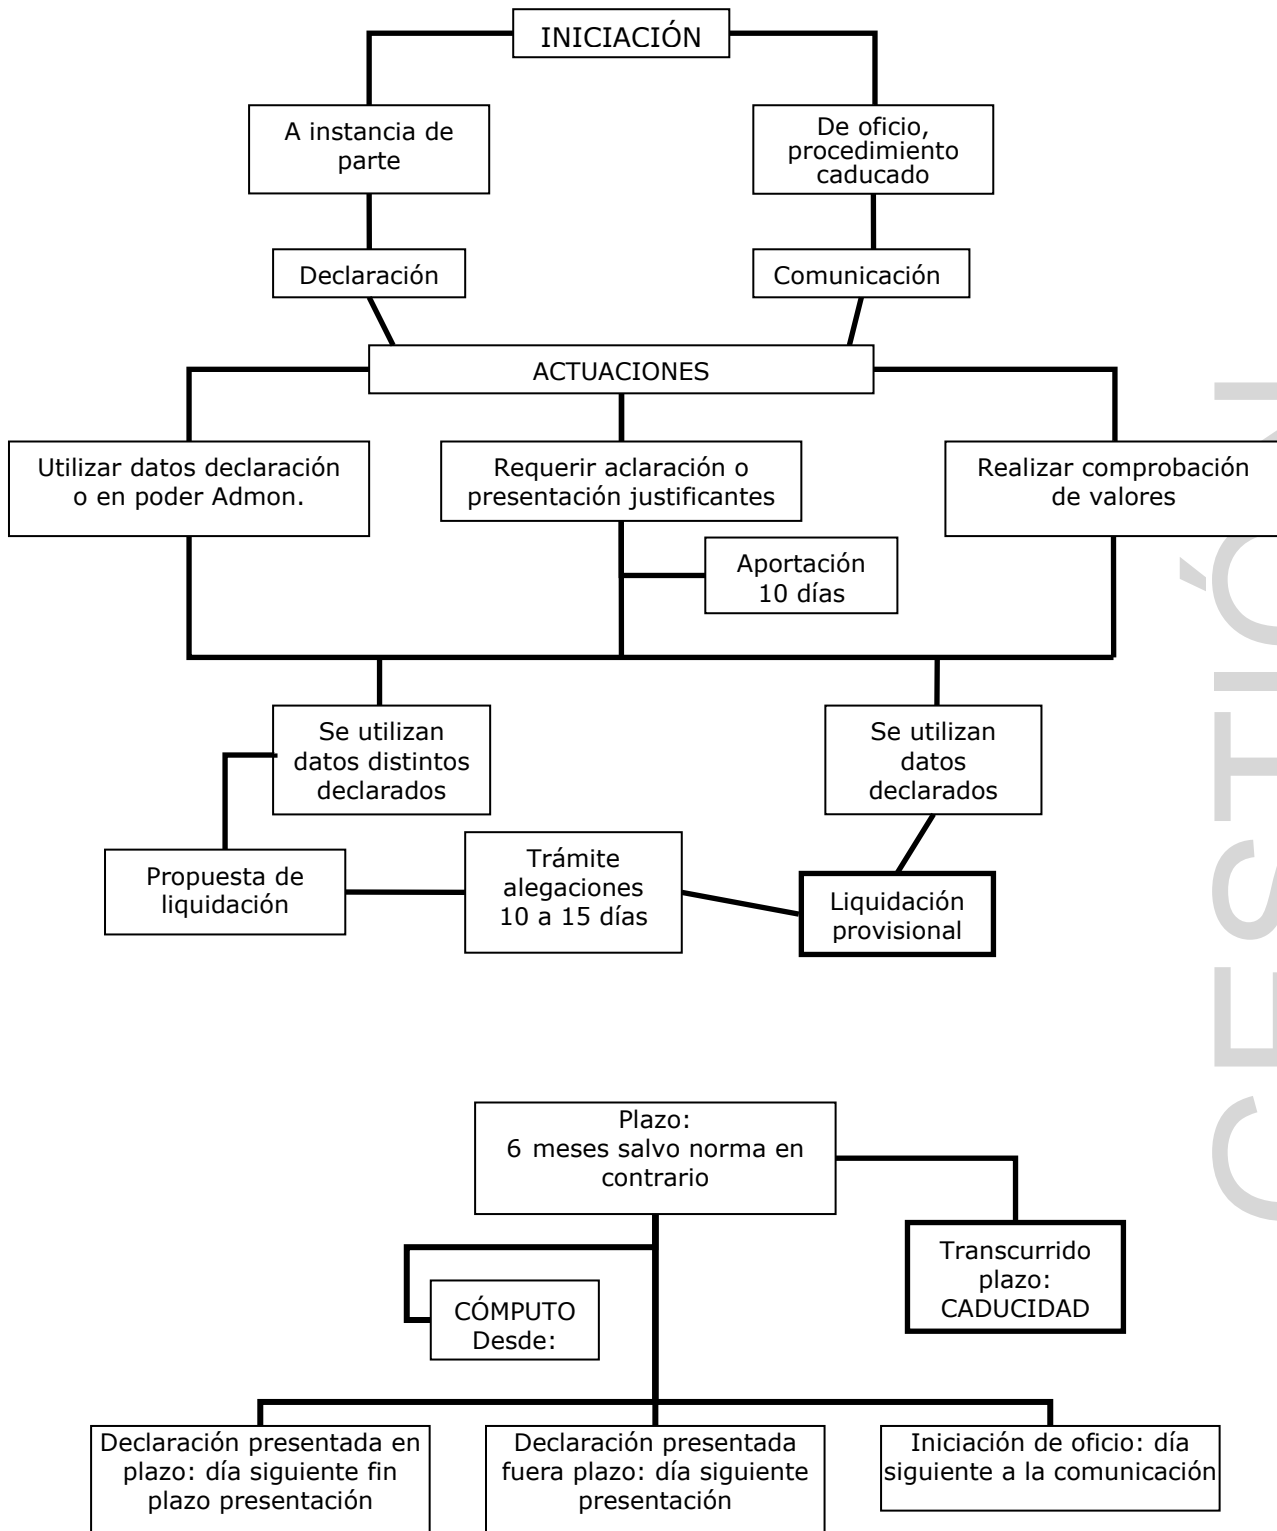 INICIACIÓN
A instancia de
parte
De oficio,
procedimiento
caducado
Declaración
Comunicación
ACTUACIONES
Utilizar datos declaración
o en poder Admon.
Requerir aclaración o
presentación justificantes
Realizar comprobación
de valores
Aportación
10 días
Se utilizan
datos distintos
declarados
Se utilizan
datos
declarados
Propuesta de
liquidación
Trámite
alegaciones
10 a 15 días
Liquidación
provisional
Plazo:
6 meses salvo norma en
contrario
Transcurrido
plazo:
CADUCIDAD
CÓMPUTO
Desde:
Declaración presentada en
plazo: día siguiente fin
plazo presentación
Declaración presentada
fuera plazo: día siguiente
presentación
Iniciación de oficio: día
siguiente a la comunicación
GESTIÓN